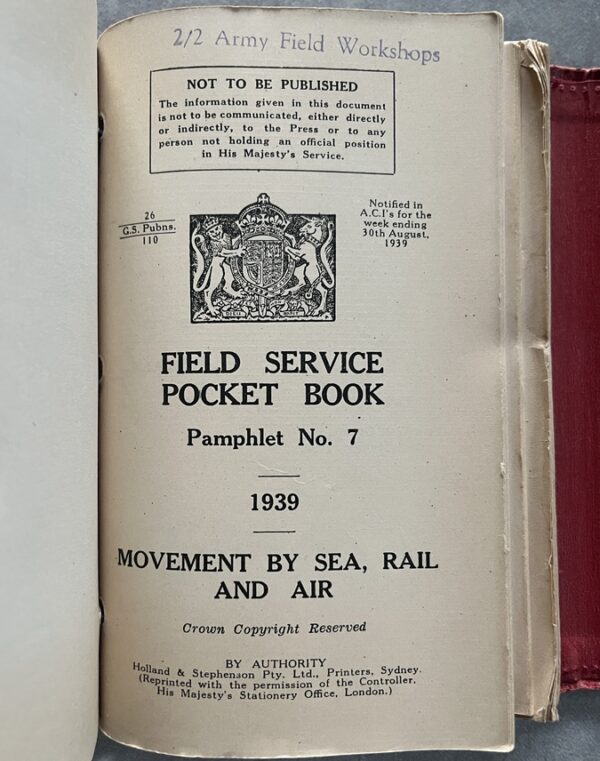 2/2 Army Field Workshops
NOT TO BE PUBLISHED
The information given in this document
is not to be communicated, either directly
or indirectly, to the Press or to any
person not holding an official position
in His Majesty's Service.
26
G.S. Pubns.
110
Notified in
A.C.I's for the
week ending
30th August,
1939
FIELD SERVICE
POCKET BOOK
Pamphlet No. 7
1939
MOVEMENT BY SEA, RAIL
AND AIR
Crown Copyright Reserved
BY AUTHORITY
Holland & Stephenson Pty. Ltd., Printers, Sydney.
(Reprinted with the permission of the Controller,
His Majesty's Stationery Office, London.)